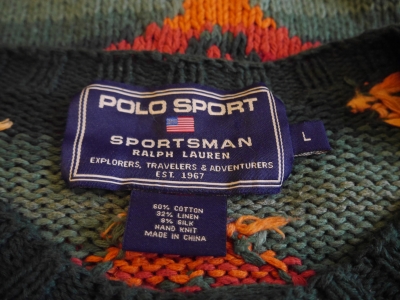 POLO SPORT
SPORTSMAN
RALPH LAUREN
EXPLORERS, TRAVELERS & ADVENTURERS
EST. 1967
L
60% COTTON
32% LINEN
8% SILK
HAND KNIT
MADE IN CHINA